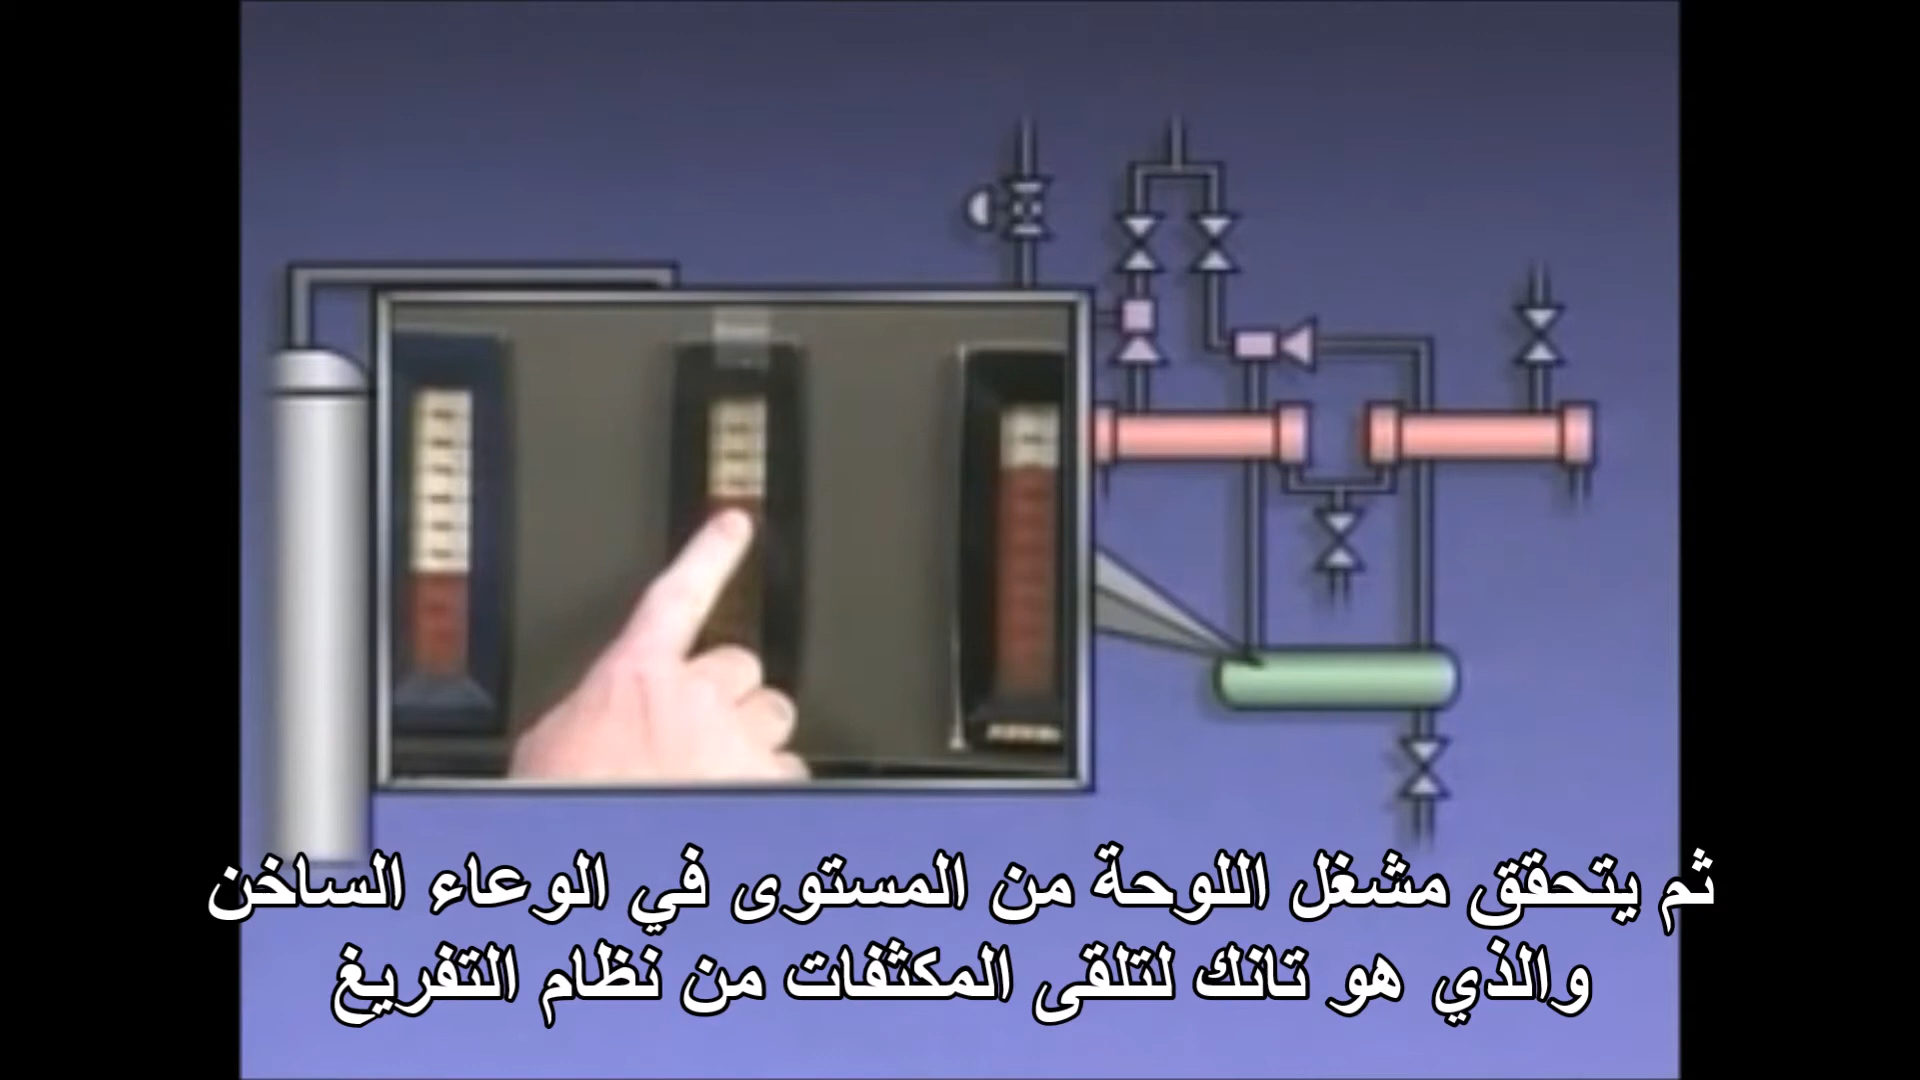 ثم يتحقق مشغل اللوحة من المستوى في الوعاء الساخن
والذي هو تانك لتلقى المكثفات من نظام التفريغ